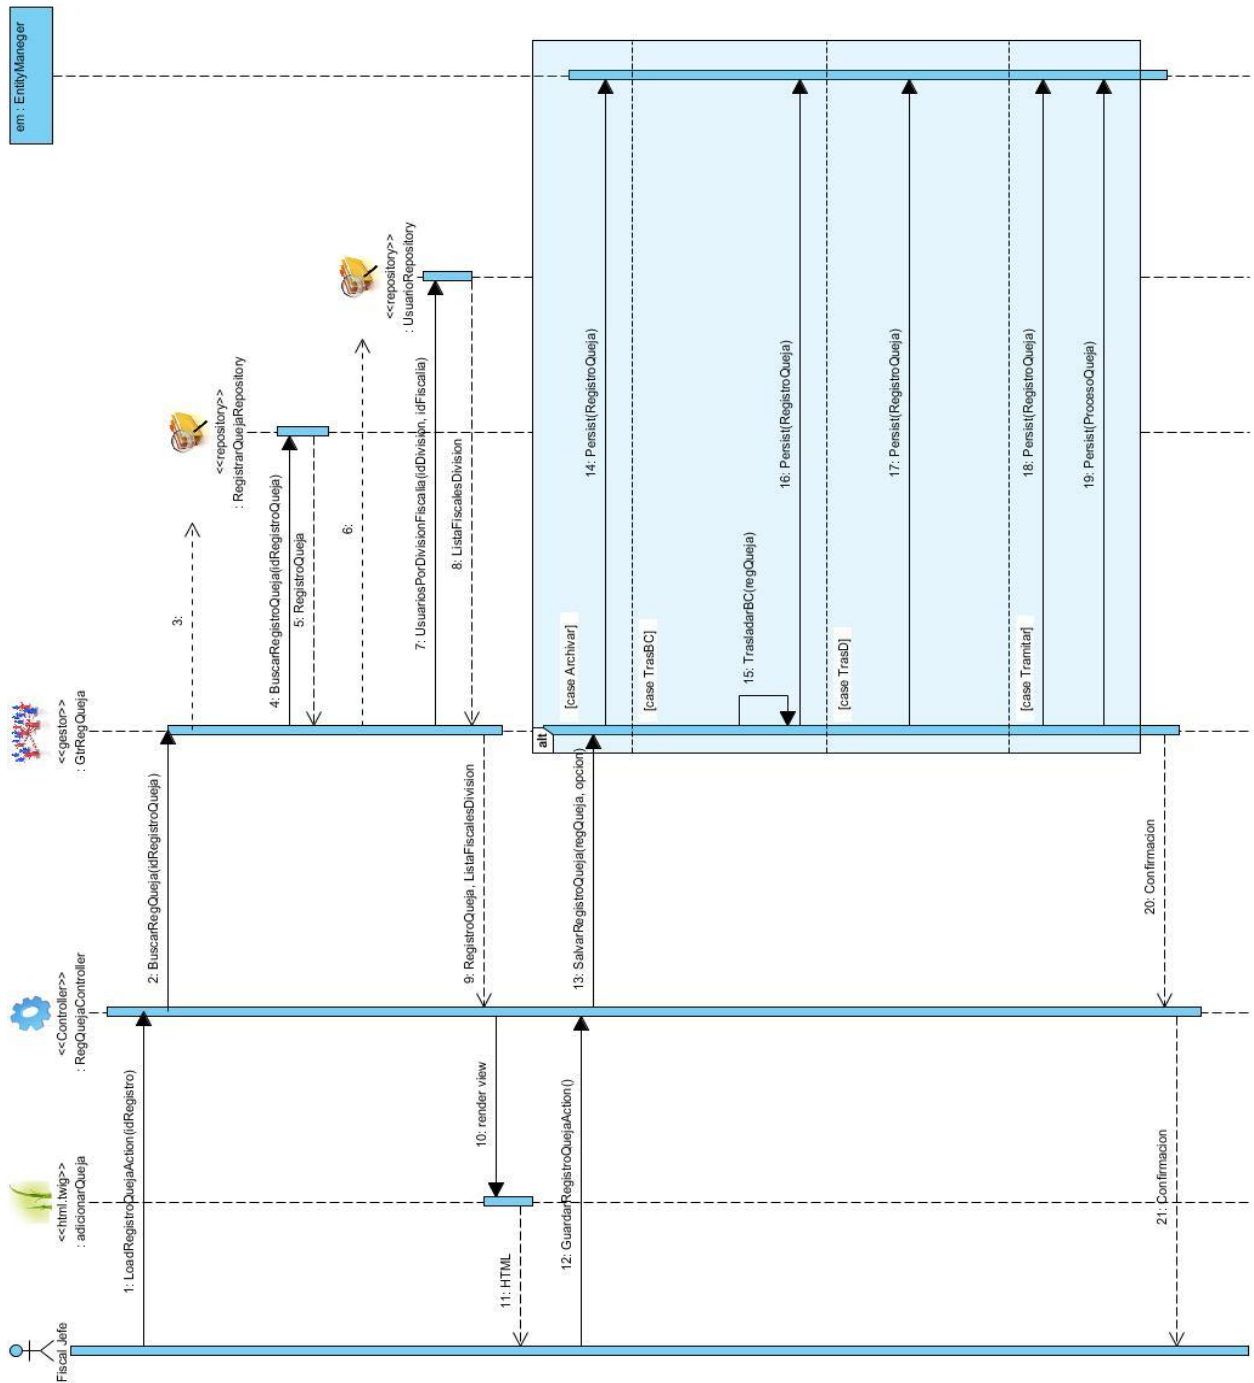 Fiscal Jefe
<<html.twig>>
: adicionarQueja
<<Controller>>
: RegQuejaController
<<gestor>>
: GtrRegQueja
<<repository>>
: RegistrarQuejaRepository
<<repository>>
: UsuarioRepository
em : EntityManeger
1: LoadRegistroQuejaAction(idRegistro)
2: BuscarRegQueja(idRegistroQueja)
3:
4: BuscarRegistroQueja(idRegistroQueja)
5: RegistroQueja
6:
7: UsuariosPorDivisionFiscalia(idDivision, idFiscalia)
8: ListaFiscalesDivision
9: RegistroQueja, ListaFiscalesDivision
10: render view
11: HTML
12: GuardarRegistroQuejaAction()
13: SalvarRegistroQueja(regQueja, opcion)
alt
[case Archivar]
14: Persist(RegistroQueja)
[case TrasBC]
15: TrasladarBC(regQueja)
16: Persist(RegistroQueja)
[case TrasD]
17: Persist(RegistroQueja)
[case Tramitar]
18: Persist(RegistroQueja)
19: Persist(ProcesoQueja)
20: Confirmacion
21: Confirmacion